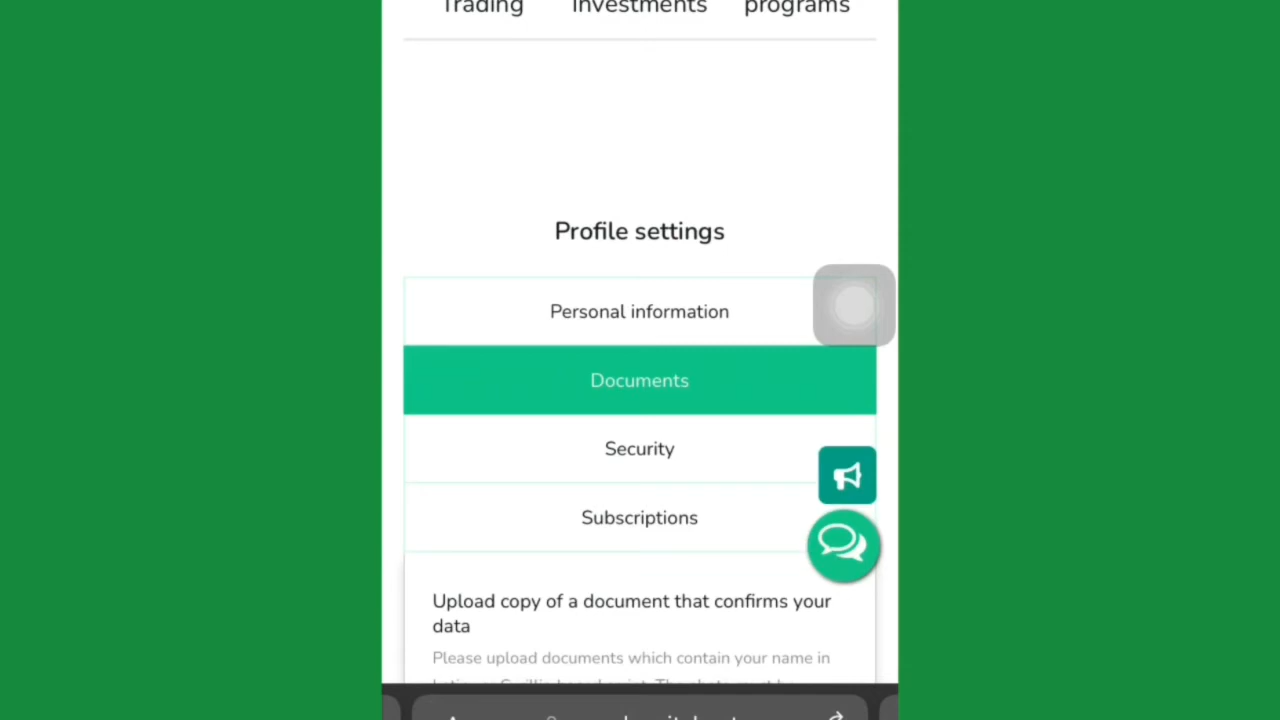 Trading Investments programs
Profile settings
Personal information
Documents
Security
Subscriptions
Upload copy of a document that confirms your
data
Please upload documents which contain your name in